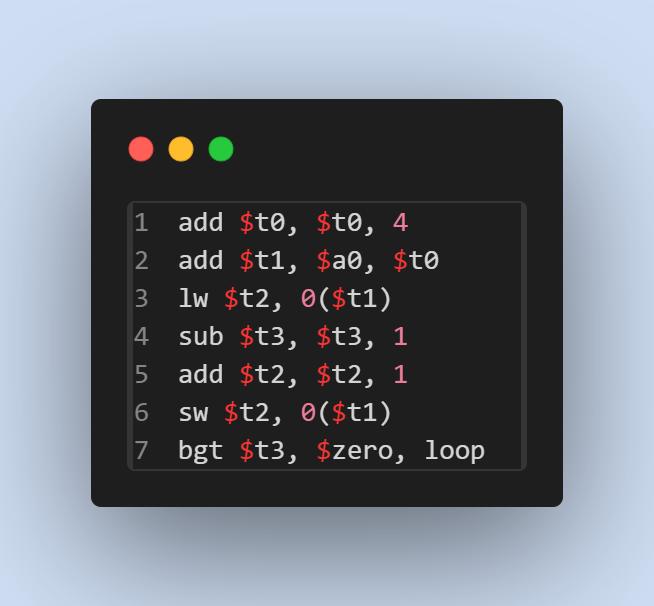 1 add $t0, $t0, 4
2 add $t1, $a0, $t0
3 lw $t2, 0($t1)
4 sub $t3, $t3, 1
5 add $t2, $t2, 1
6 sw $t2, 0($t1)
7 bgt $t3, $zero, loop